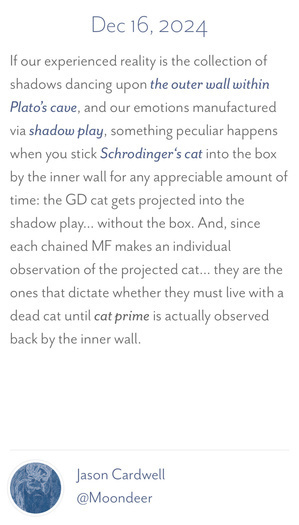 Dec 16, 2024
If our experienced reality is the collection of
shadows dancing upon the outer wall within
Plato's cave, and our emotions manufactured
via shadow play, something peculiar happens
when you stick Schrodinger's cat into the box
by the inner wall for any appreciable amount of
time: the GD cat gets projected into the
shadow play... without the box. And, since
each chained MF makes an individual
observation of the projected cat... they are the
ones that dictate whether they must live with a
dead cat until cat prime is actually observed
back by the inner wall.
Jason Cardwell
@Moondeer